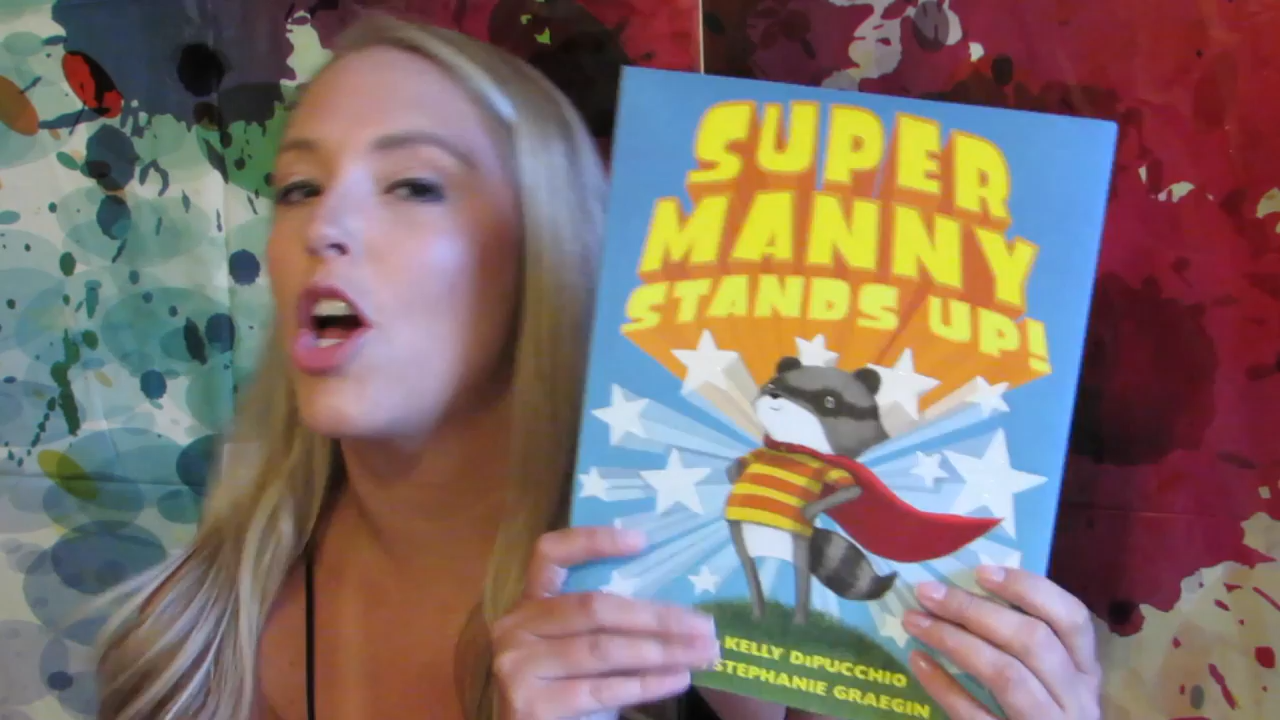 SUPER
MANNY
STANDS UP!
KELLY DiPUCCHIO
STEPHANIE GRAEGIN